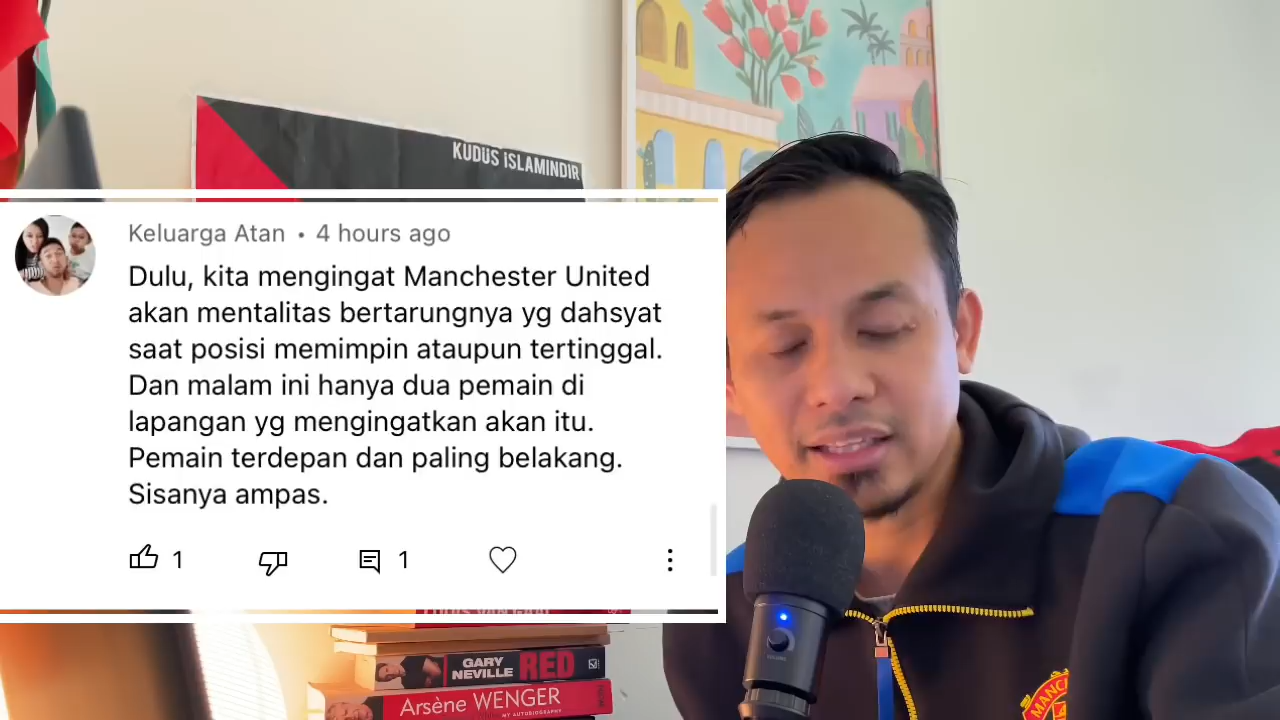 KUDÜS İSLAMINDIR
Keluarga Atan • 4 hours ago
Dulu, kita mengingat Manchester United
akan mentalitas bertarungnya yg dahsyat
saat posisi memimpin ataupun tertinggal.
Dan malam ini hanya dua pemain di
lapangan yg mengingatkan akan itu.
Pemain terdepan dan paling belakang.
Sisanya ampas.
1
1
GARY
NEVILLE
RED
Arsène WENGER
MY AUTOBIOGRAPHY
MANCH